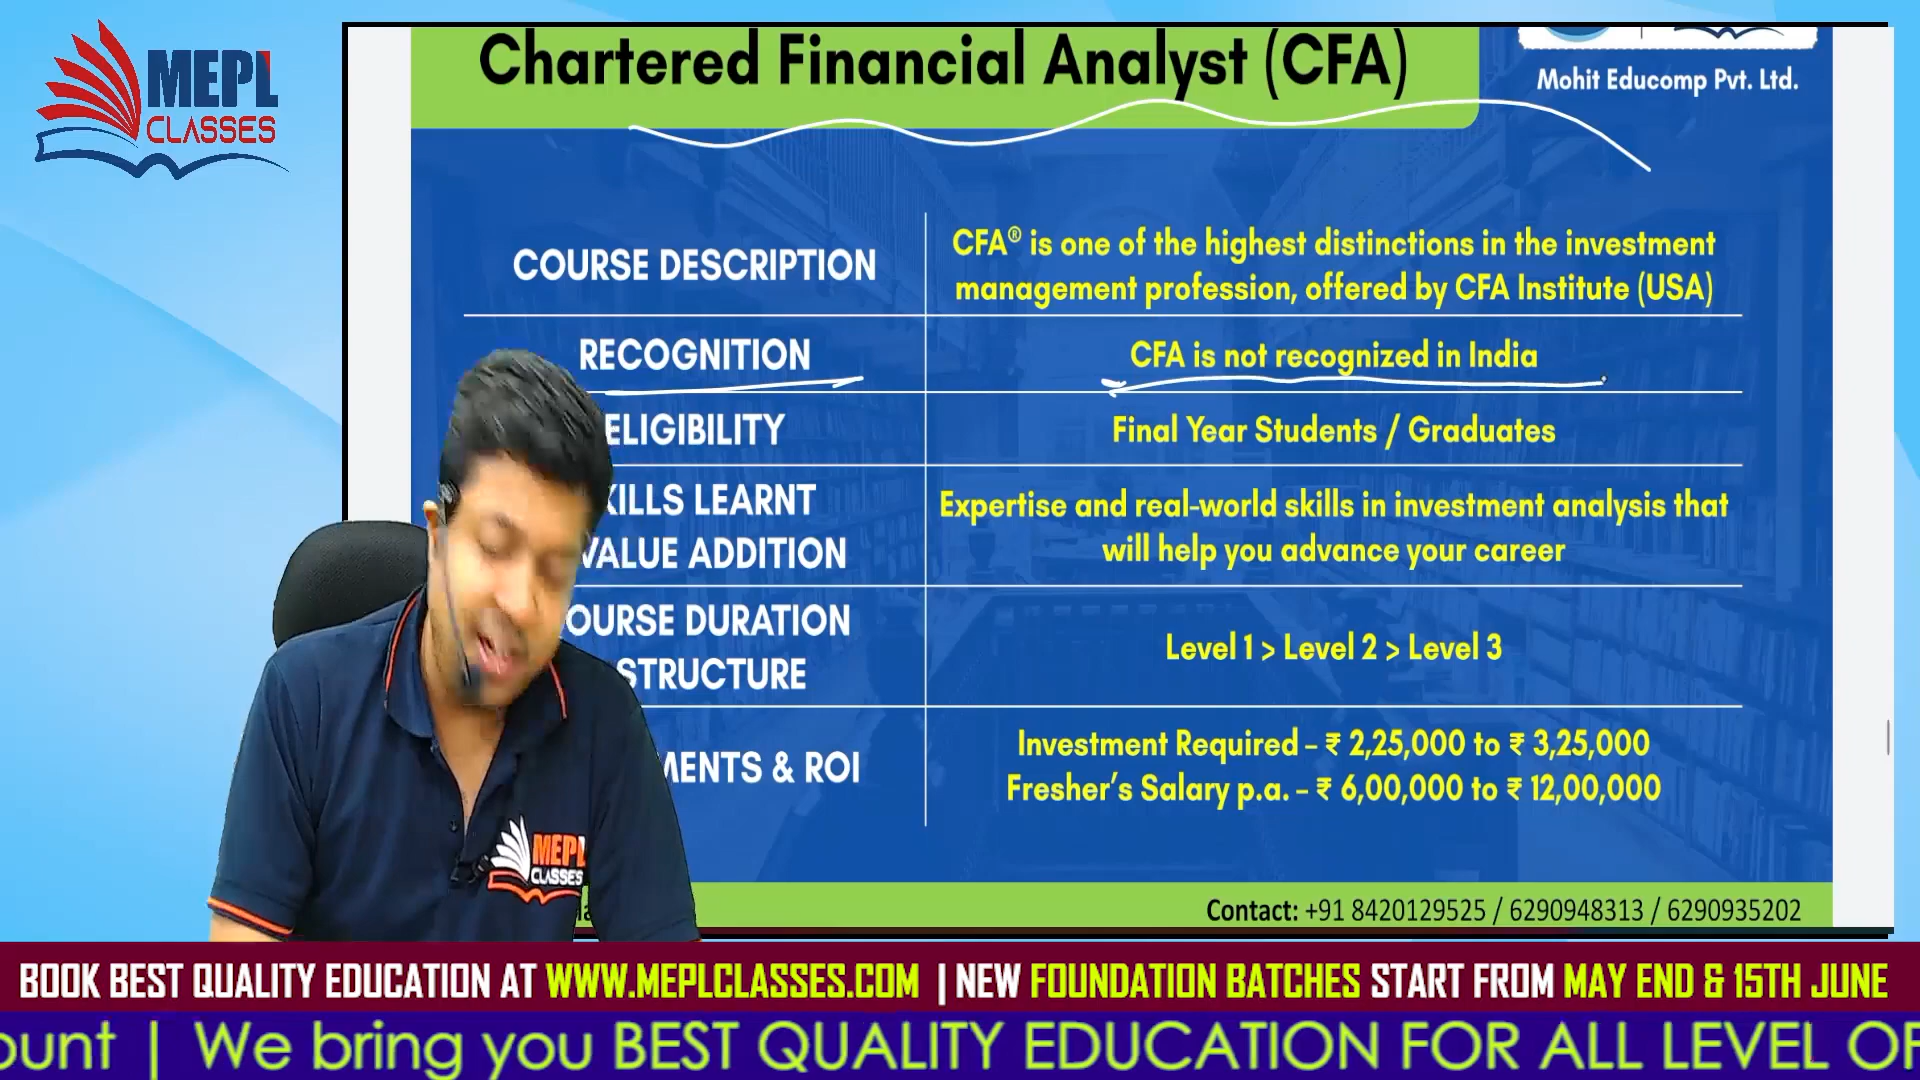 MEPL
CLASSES
Chartered Financial Analyst (CFA)
Mohit Educomp Pvt. Ltd.
COURSE DESCRIPTION
CFA® is one of the highest distinctions in the investment
management profession, offered by CFA Institute (USA)
RECOGNITION
CFA is not recognized in India
ELIGIBILITY
Final Year Students / Graduates
LEARNT
VALUE ADDITION
Expertise and real-world skills in investment analysis that
will help you advance your career
DURATION
STRUCTURE
Level 1 > Level 2 > Level 3
& ROI
Investment Required – ₹ 2,25,000 to ₹ 3,25,000
Fresher's Salary p.a. – ₹ 6,00,000 to ₹ 12,00,000
MEPL
CLASSES
Contact: +91 8420129525 / 6290948313 / 6290935202
BOOK BEST QUALITY EDUCATION AT WWW.MEPLCLASSES.COM | NEW FOUNDATION BATCHES START FROM MAY END & 15TH JUNE
| We bring you BEST QUALITY EDUCATION FOR ALL LEVEL OF